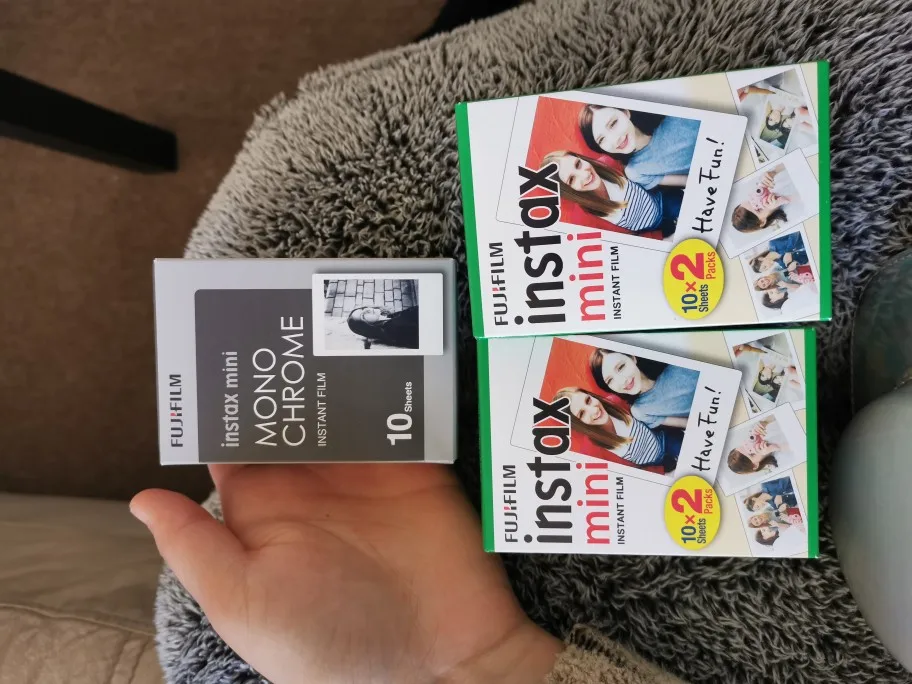 FUJIFILM
instax mini
MONO
CHROME
INSTANT FILM
10 Sheets
FUJIFILM
instax
mini
INSTANT FILM
10×2
Sheets Packs
Have Fun!
FUJIFILM
instax
mini
INSTANT FILM
10×2
Sheets Packs
Have Fun!